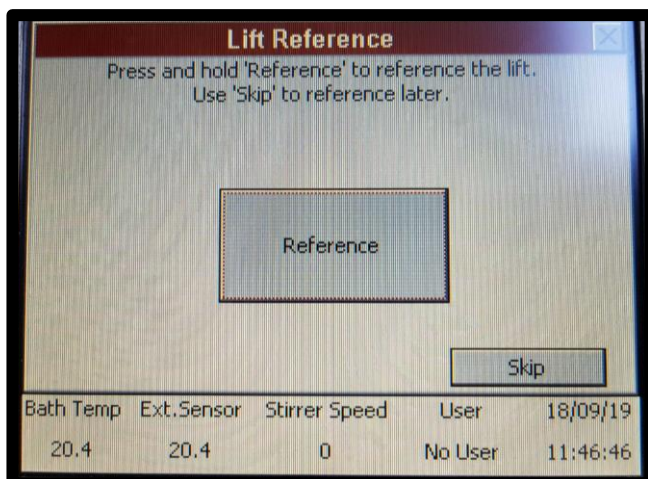 Lift Reference
Press and hold 'Reference' to reference the lift.
Use 'Skip' to reference later.
Reference
Skip
Bath Temp Ext.Sensor Stirrer Speed User 18/09/19
20.4 20.4 0 No User 11:46:46